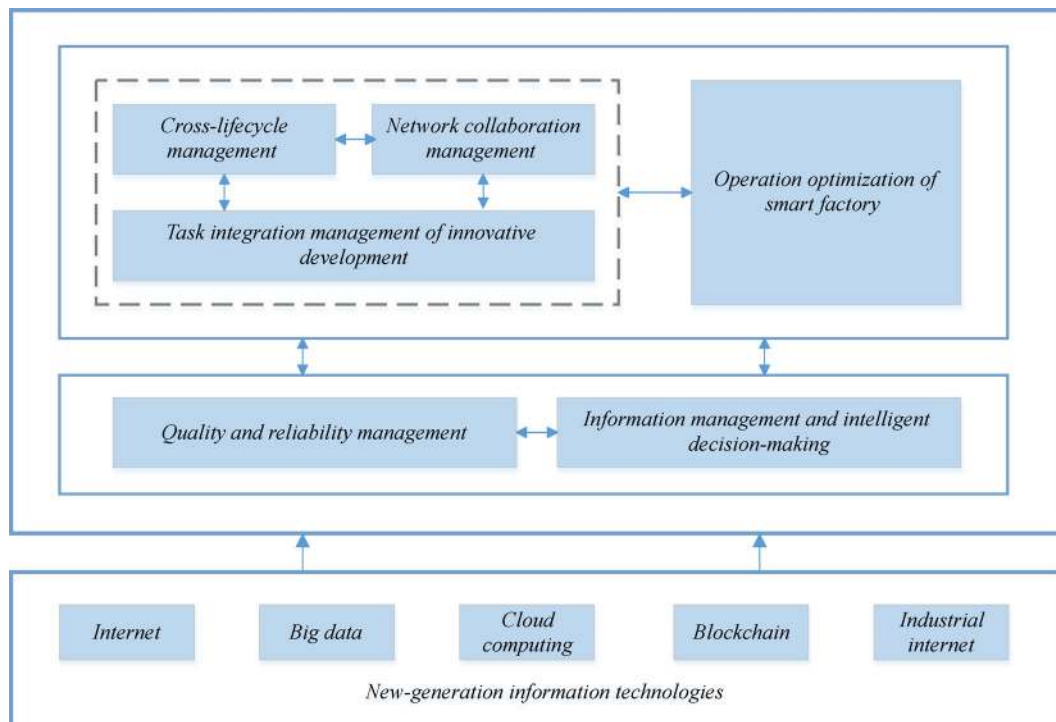 Cross-lifecycle
management
Network collaboration
management
Task integration management of innovative
development
Operation optimization of
smart factory
Quality and reliability management
Information management and intelligent
decision-making
Internet
Big data
Cloud
computing
Blockchain
Industrial
internet
New-generation information technologies